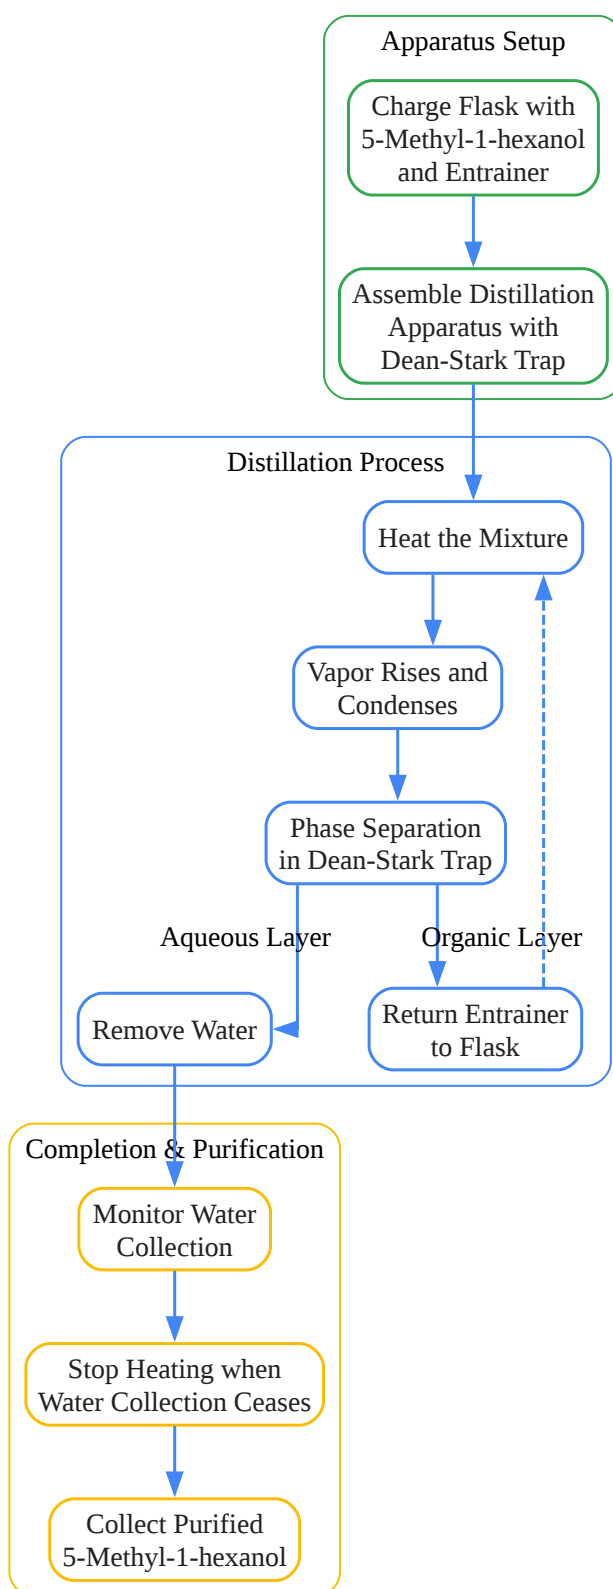 Apparatus Setup
Charge Flask with
5-Methyl-1-hexanol
and Entrainer
Assemble Distillation
Apparatus with
Dean-Stark Trap
Distillation Process
Heat the Mixture
Vapor Rises and
Condenses
Phase Separation
in Dean-Stark Trap
Aqueous Layer
Organic Layer
Remove Water
Return Entrainer
to Flask
Completion & Purification
Monitor Water
Collection
Stop Heating when
Water Collection Ceases
Collect Purified
5-Methyl-1-hexanol